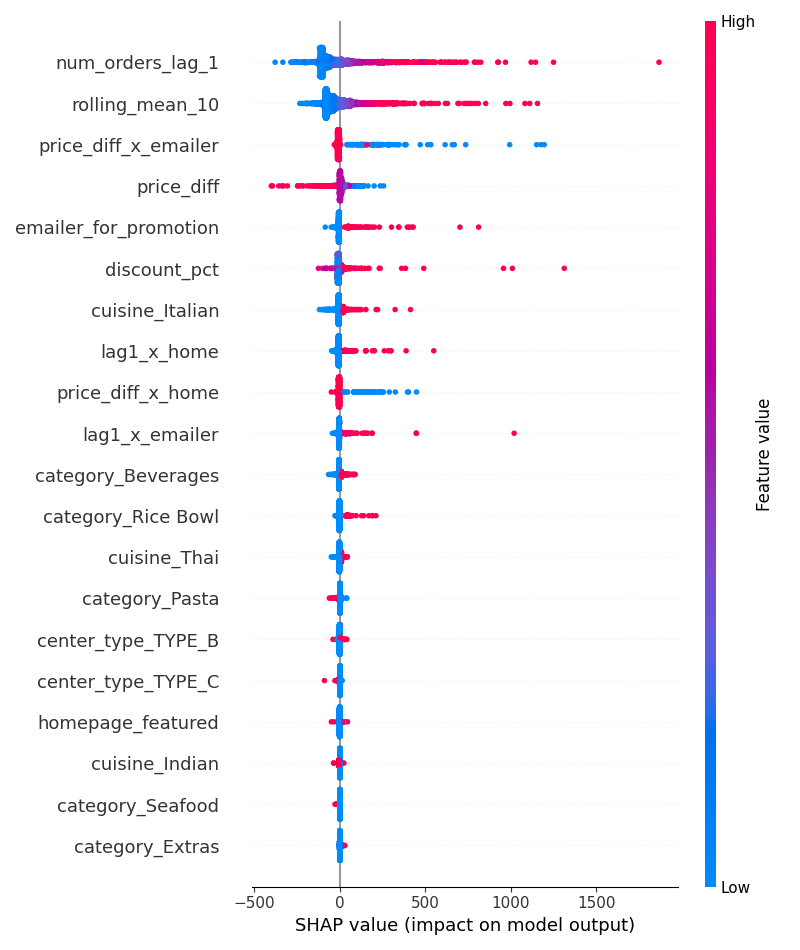 High
num_orders_lag_1
rolling_mean_10
price_diff_x_emailer
price_diff
emailer_for_promotion
discount_pct
cuisine_Italian
lag1_x_home
price_diff_x_home
lag1_x_emailer
category_Beverages
category_Rice Bowl
cuisine_Thai
category_Pasta
center_type_TYPE_B
center_type_TYPE_C
homepage_featured
cuisine_Indian
category_Seafood
category_Extras
Feature value
Low
−500 0 500 1000 1500
SHAP value (impact on model output)